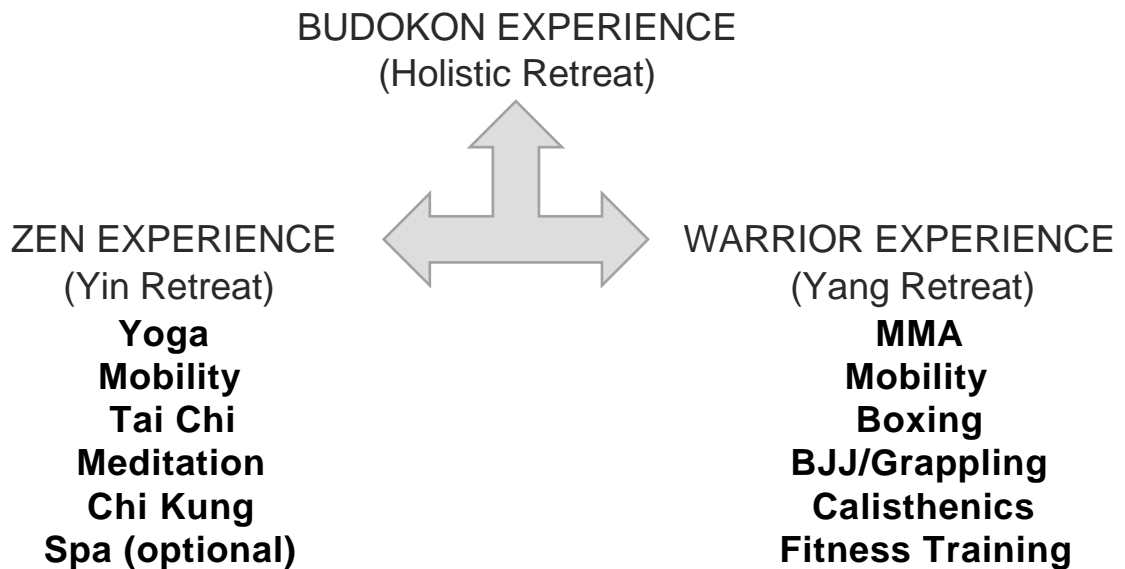 BUDOKON EXPERIENCE
(Holistic Retreat)
ZEN EXPERIENCE
(Yin Retreat)
Yoga
Mobility
Tai Chi
Meditation
Chi Kung
Spa (optional)
WARRIOR EXPERIENCE
(Yang Retreat)
MMA
Mobility
Boxing
BJJ/Grappling
Calisthenics
Fitness Training